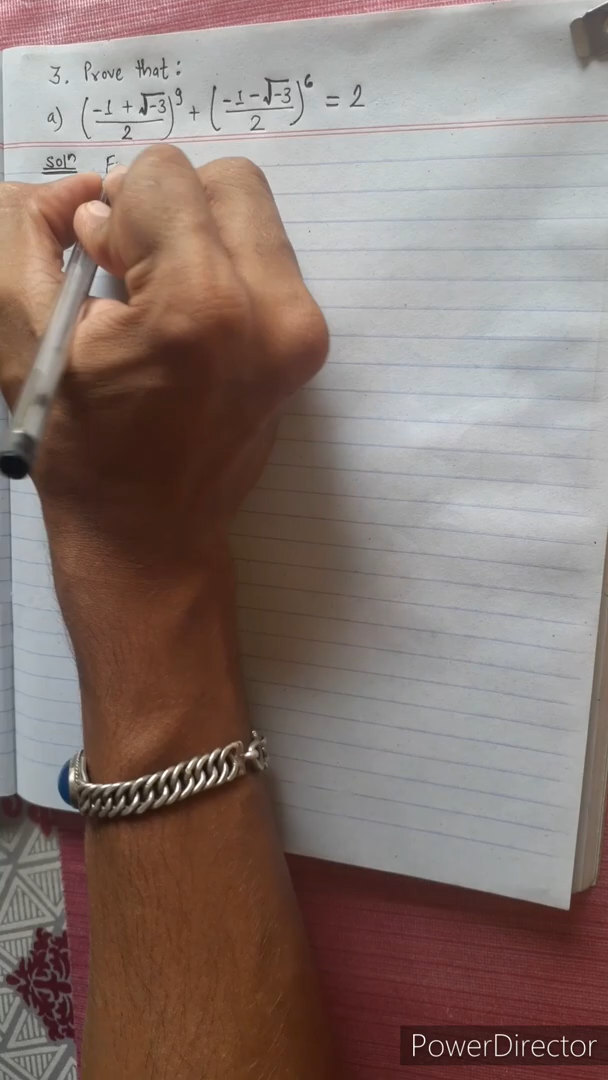 3. Prove that:
a) ((-1 + √-3)/2)^9 + ((-1 - √-3)/2)^6 = 2
Solⁿ
PowerDirector